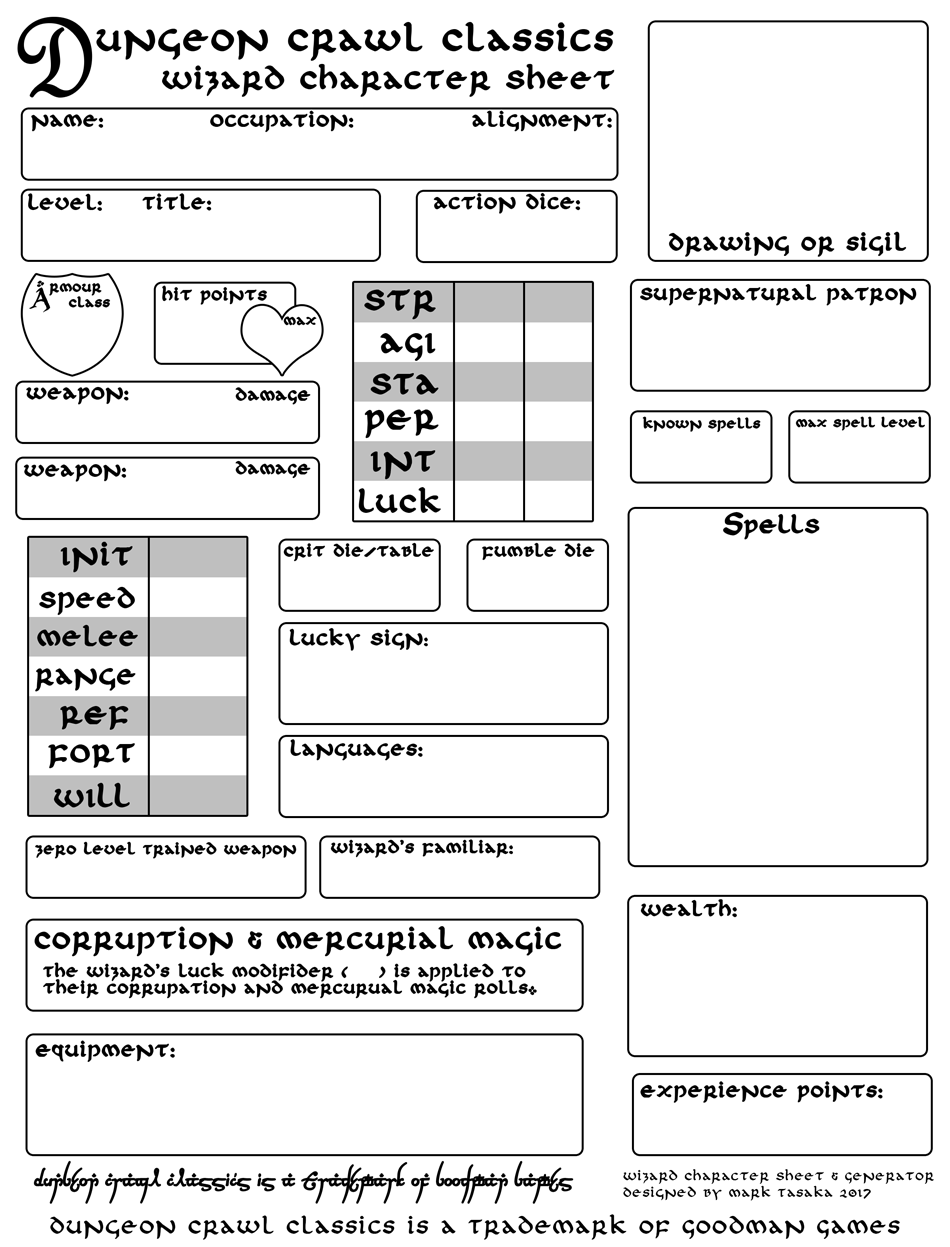 Dungeon crawl classics
wizard character sheet
Name: occupation: alignment:
Level: Title: action dice:
drawing or sigil
Armour class
hit points
max
STR
AGI
STA
PER
INT
Luck
supernatural patron
weapon: damage
known spells
max spell level
weapon: damage
Spells
Init
speed
melee
range
Ref
Fort
Will
crit die/table
fumble die
Lucky sign:
Languages:
zero level trained weapon
wizard's familiar:
wealth:
corruption & mercurial magic
the wizard's luck modifider ( ) is applied to
their corrupation and mercurual magic rolls.
equipment:
experience points:
wizard character sheet & generator
designed by mark tasaka 2017
dungeon crawl classics is a trademark of goodman games